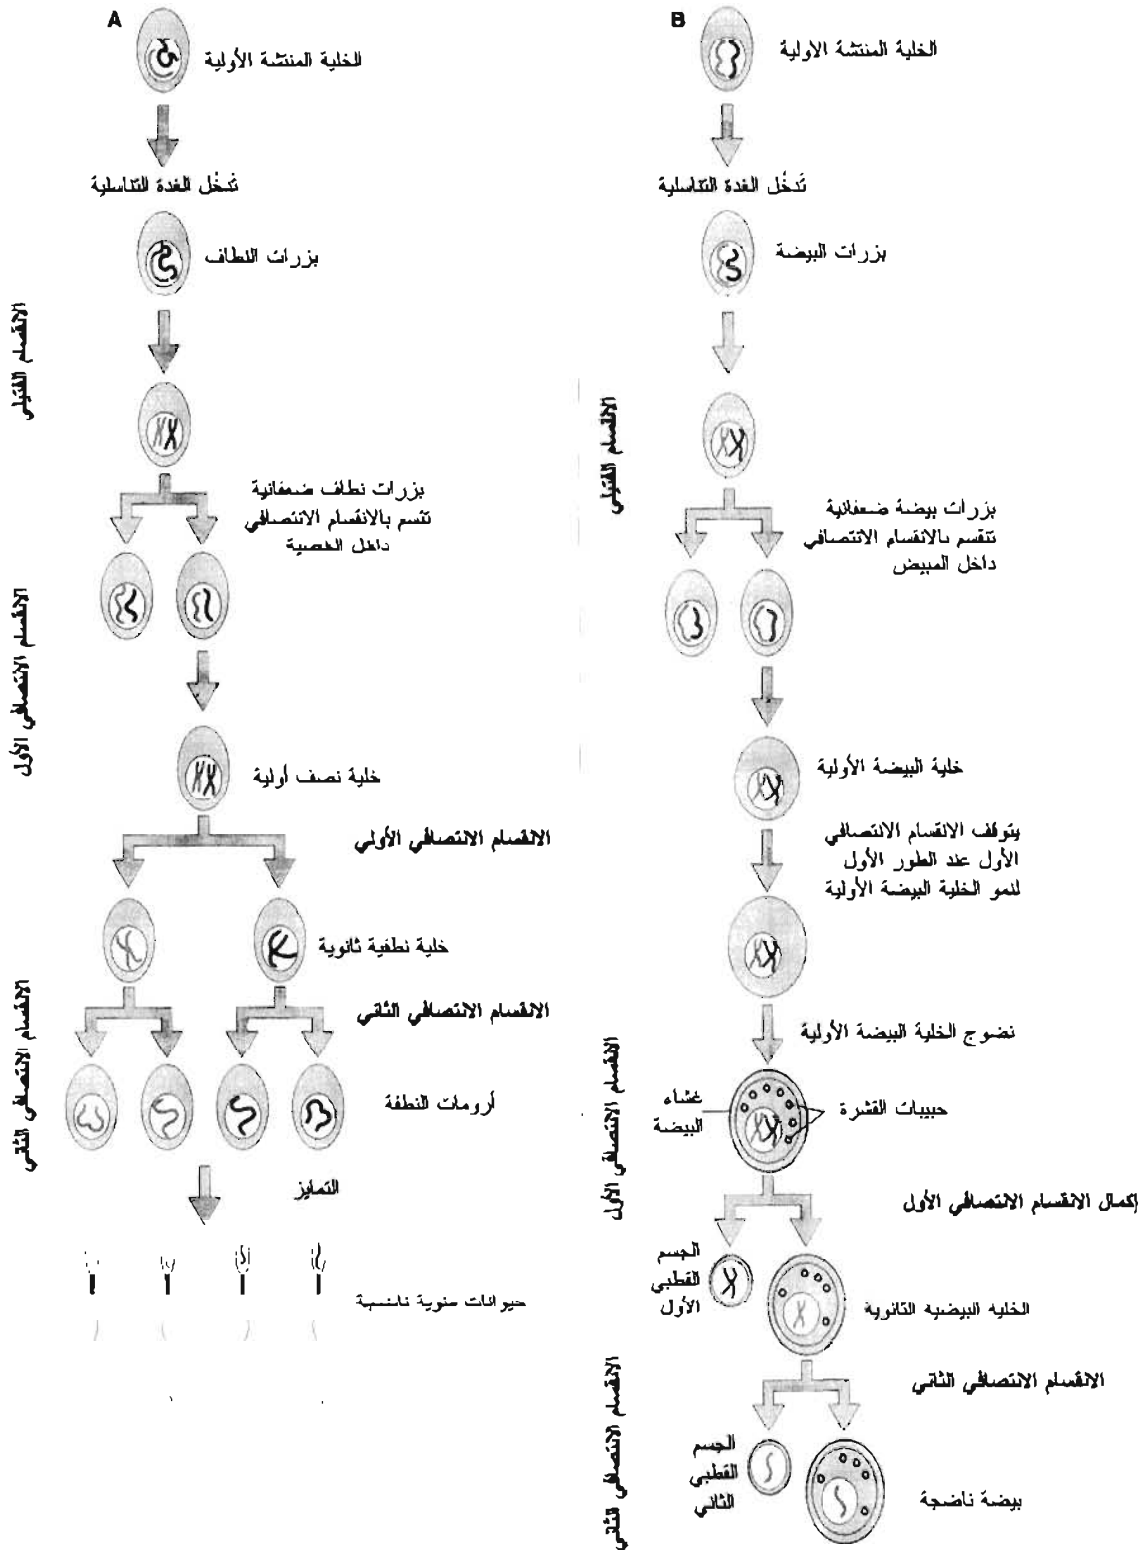 A
الخلية المنتشة الأولية
تَدخُل الغدة التناسلية
بزرات النطاف
الانقسام الفتيلي
بزرات نطاف ضعفانية
تنسم بالانقسام الانتصافي
داخل الخصية
الانقسام الانتصافي الأول
خلية نصف أولية
الانقسام الانتصافي الأولي
خلية نطفية ثانوية
الانقسام الانتصافي الثاني
الانقسام الانتصافي الثاني
أرومات النطفة
التمايز
حيوانات منوية ناضجة
B
الخلية المنتشة الاولية
تَدخُل الغدة التناسلية
بزرات البيضة
الانقسام الفتيلي
بزرات بيضة ضعفانية
تنقسم بالانقسام الانتصافي
داخل المبيض
خلية البيضة الأولية
يتوقف الانقسام الانتصافي
الأول عند الطور الأول
لنمو الخلية البيضة الأولية
نضوج الخلية البيضة الأولية
الانقسام الانتصافي الأول
غشاء
البيضة
حبيبات القشرة
إكمال الانقسام الانتصافي الأول
الجسم
القطبي
الأول
الخليه البيضيه الثانوية
الانقسام الانتصافي الثاني
الانقسام الانتصافي الثاني
الجسم
القطبي
الثاني
بيضة ناضجة